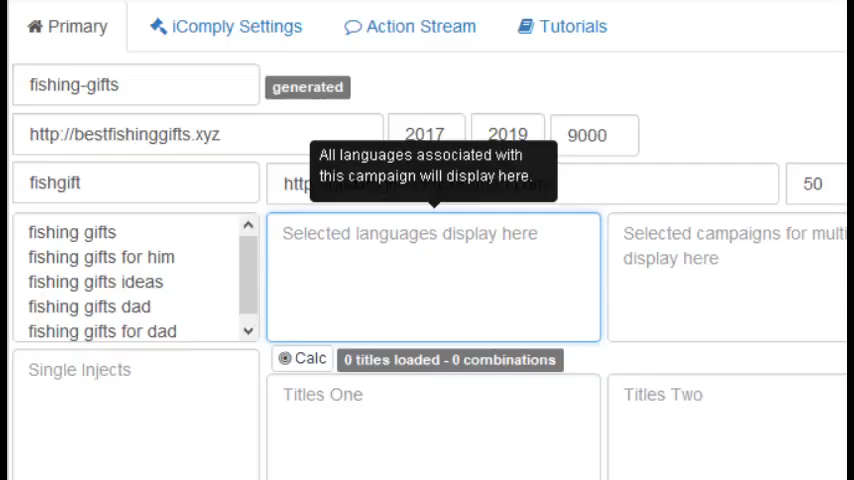 Primary
iComply Settings
Action Stream
Tutorials
fishing-gifts
generated
http://bestfishinggifts.xyz
2017
2019
9000
All languages associated with
this campaign will display here.
fishgift
http
50
fishing gifts
fishing gifts for him
fishing gifts ideas
fishing gifts dad
fishing gifts for dad
Selected languages display here
Selected campaigns for multi
display here
Calc
0 titles loaded - 0 combinations
Single Injects
Titles One
Titles Two